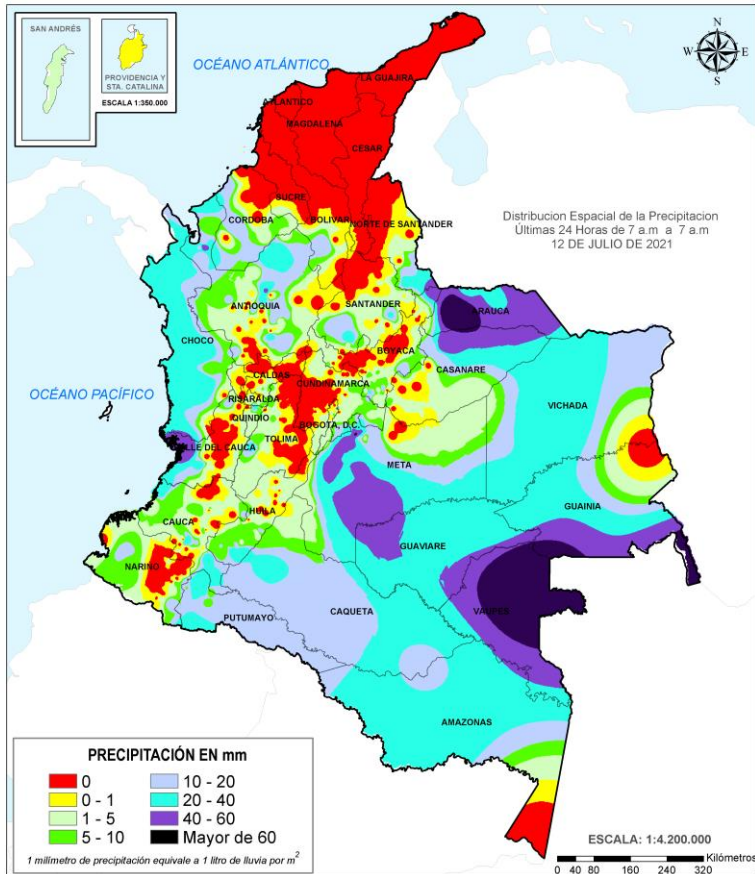 SAN ANDRÉS
PROVIDENCIA Y
STA. CATALINA
ESCALA 1:350.000
OCÉANO ATLÁNTICO
N
W
E
S
LA GUAJIRA
ATLANTICO
MAGDALENA
CESAR
SUCRE
CORDOBA
BOLIVAR
NORTE DE SANTANDER
Distribucion Espacial de la Precipitacion
Últimas 24 Horas de 7 a.m a 7 a.m
12 DE JULIO DE 2021
ANTIOQUIA
SANTANDER
ARAUCA
CHOCO
BOYACA
CASANARE
OCÉANO PACÍFICO
CALDAS
CUNDINAMARCA
RISARALDA
VICHADA
QUINDIO
BOGOTA, D.C.
VALLE DEL CAUCA
TOLIMA
META
GUAINIA
HUILA
CAUCA
GUAVIARE
NARIÑO
PUTUMAYO
CAQUETA
VAUPES
AMAZONAS
PRECIPITACIÓN EN mm
0
10 - 20
0 - 1
20 - 40
1 - 5
40 - 60
5 - 10
Mayor de 60
1 milímetro de precipitación equivale a 1 litro de lluvia por m²
ESCALA: 1:4.200.000
Kilómetros
0 40 80 160 240 320